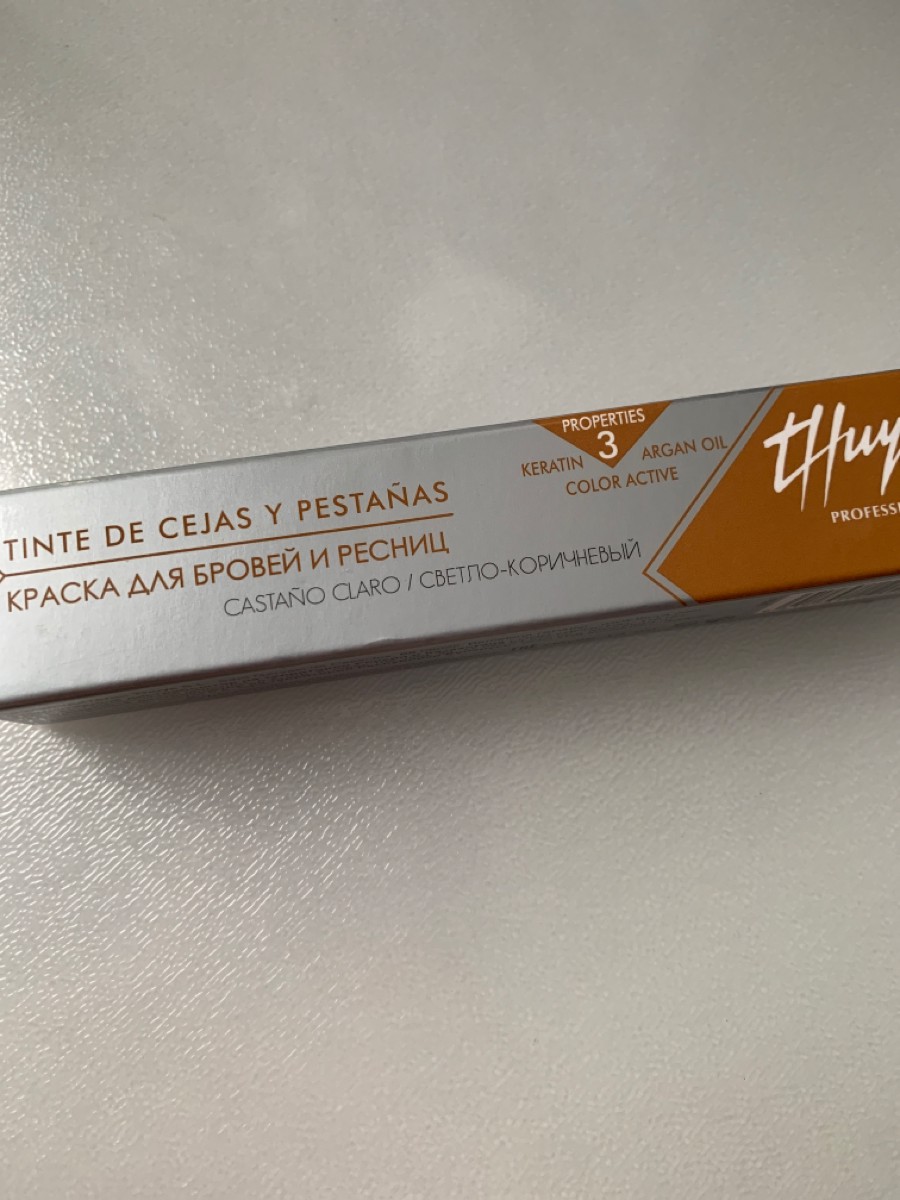 TINTE DE CEJAS Y PESTAÑAS
КРАСКА ДЛЯ БРОВЕЙ И РЕСНИЦ
CASTAÑO CLARO / СВЕТЛО-КОРИЧНЕВЫЙ
PROPERTIES
3
KERATIN
ARGAN OIL
COLOR ACTIVE